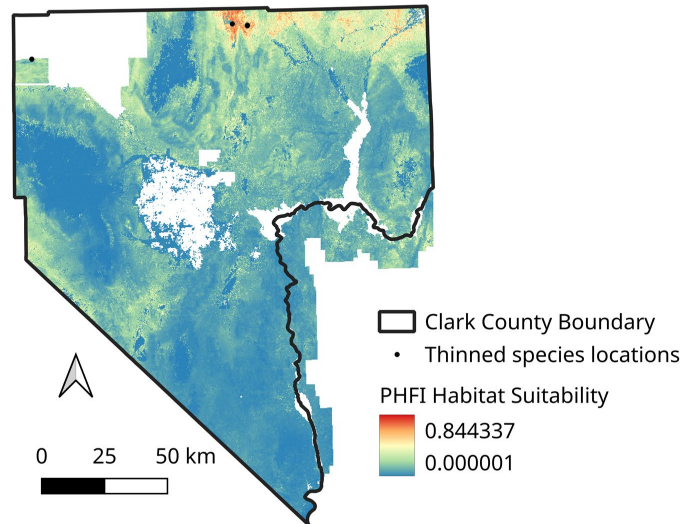 Clark County Boundary
Thinned species locations
PHFI Habitat Suitability
0.844337
0.000001
0 25 50 km